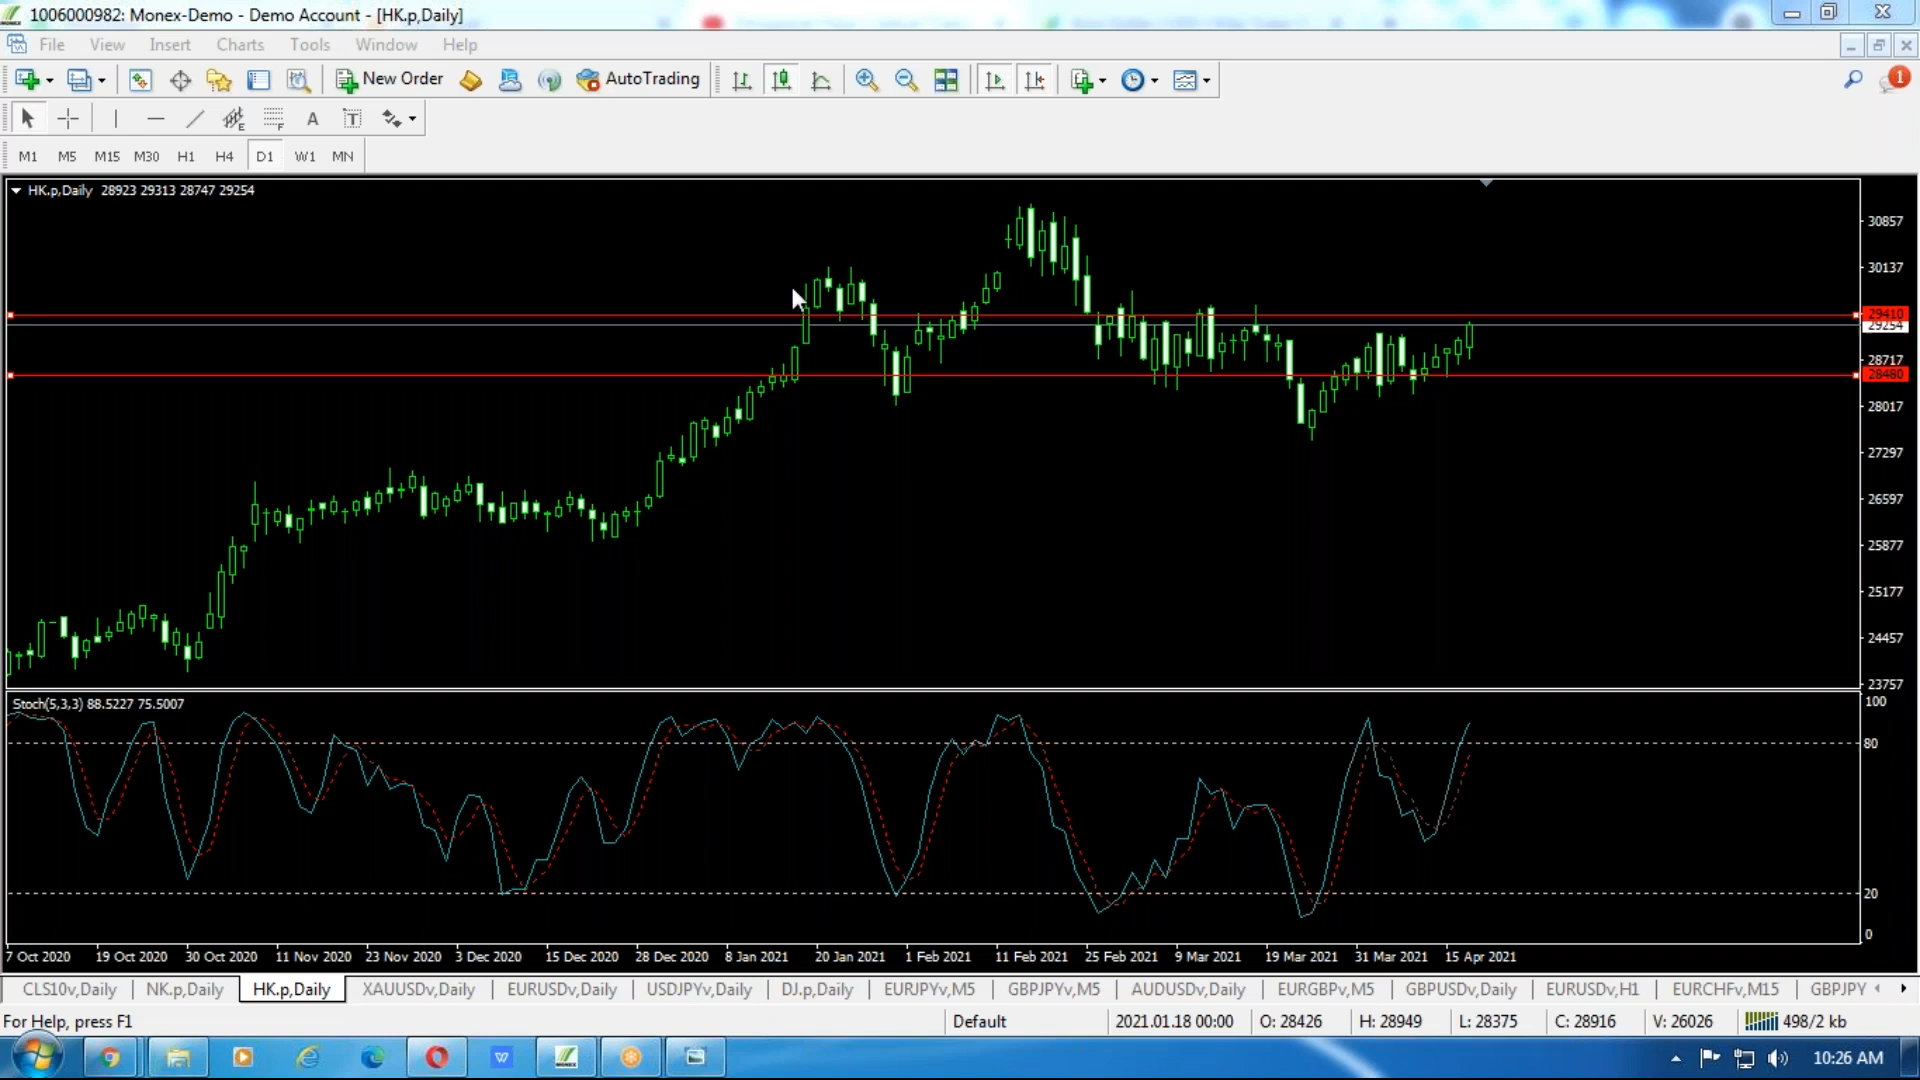 1006000982: Monex-Demo - Demo Account - [HK.p,Daily]
File View Insert Charts Tools Window Help
New Order AutoTrading 1
E F A T
M1 M5 M15 M30 H1 H4 D1 W1 MN
HK.p,Daily 28923 29313 28747 29254
30857
30137
29410
29254
28717
28480
28017
27297
26597
25877
25177
24457
23757
Stoch(5,3,3) 88.5227 75.5007
100
80
20
0
7 Oct 2020 19 Oct 2020 30 Oct 2020 11 Nov 2020 23 Nov 2020 3 Dec 2020 15 Dec 2020 28 Dec 2020 8 Jan 2021 20 Jan 2021 1 Feb 2021 11 Feb 2021 25 Feb 2021 9 Mar 2021 19 Mar 2021 31 Mar 2021 15 Apr 2021
CLS10v,Daily NK.p,Daily HK.p,Daily XAUUSDv,Daily EURUSDv,Daily USDJPYv,Daily DJ.p,Daily EURJPYv,M5 GBPJPYv,M5 AUDUSDv,Daily EURGBPv,M5 GBPUSDv,Daily EURUSDv,H1 EURCHFv,M15 GBPJPY
For Help, press F1 Default 2021.01.18 00:00 O: 28426 H: 28949 L: 28375 C: 28916 V: 26026 498/2 kb
W MONEX 10:26 AM